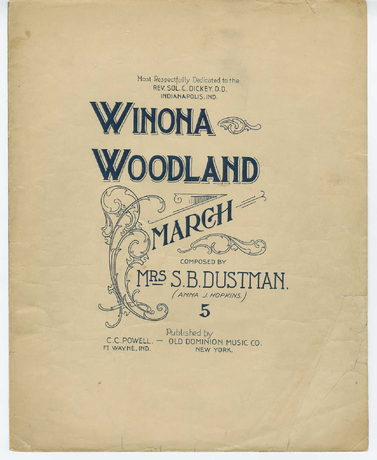 Most Respectfully Dedicated to the
REV. SOL. C. DICKEY, D.D.
INDIANAPOLIS, IND.
WINONA
WOODLAND
MARCH
COMPOSED BY
MRS S.B. DUSTMAN.
(ANNA J. HOPKINS.)
5
Published by
C.C. POWELL. — OLD DOMINION MUSIC CO.
FT WAYNE, IND. NEW YORK.